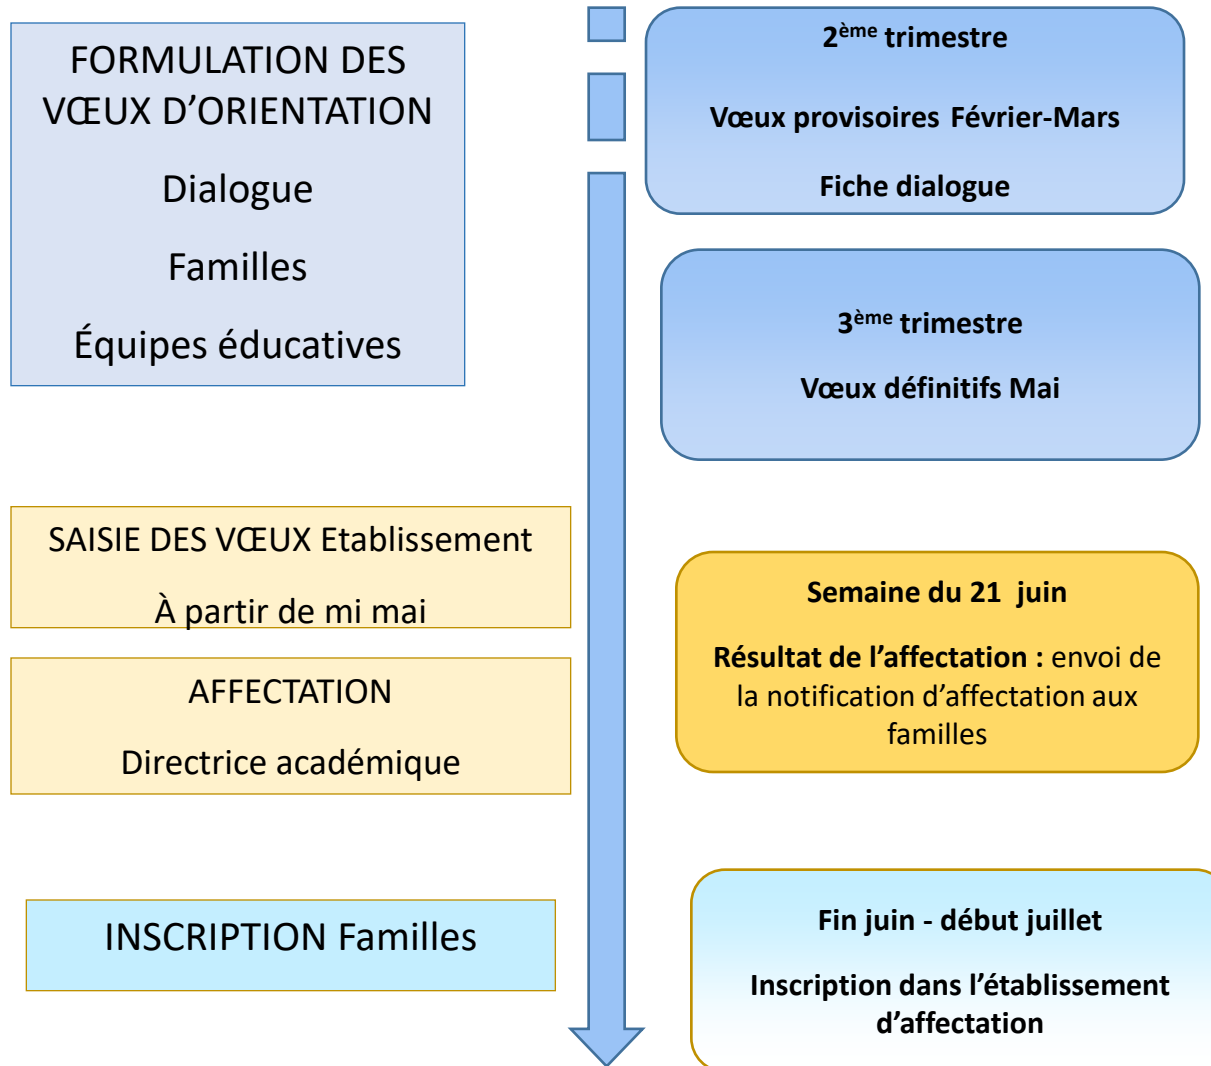 FORMULATION DES
VŒUX D'ORIENTATION
Dialogue
Familles
Équipes éducatives
2ème trimestre
Vœux provisoires Février-Mars
Fiche dialogue
3ème trimestre
Vœux définitifs Mai
SAISIE DES VŒUX Etablissement
À partir de mi mai
AFFECTATION
Directrice académique
Semaine du 21 juin
Résultat de l’affectation : envoi de
la notification d’affectation aux
familles
INSCRIPTION Familles
Fin juin - début juillet
Inscription dans l’établissement
d’affectation